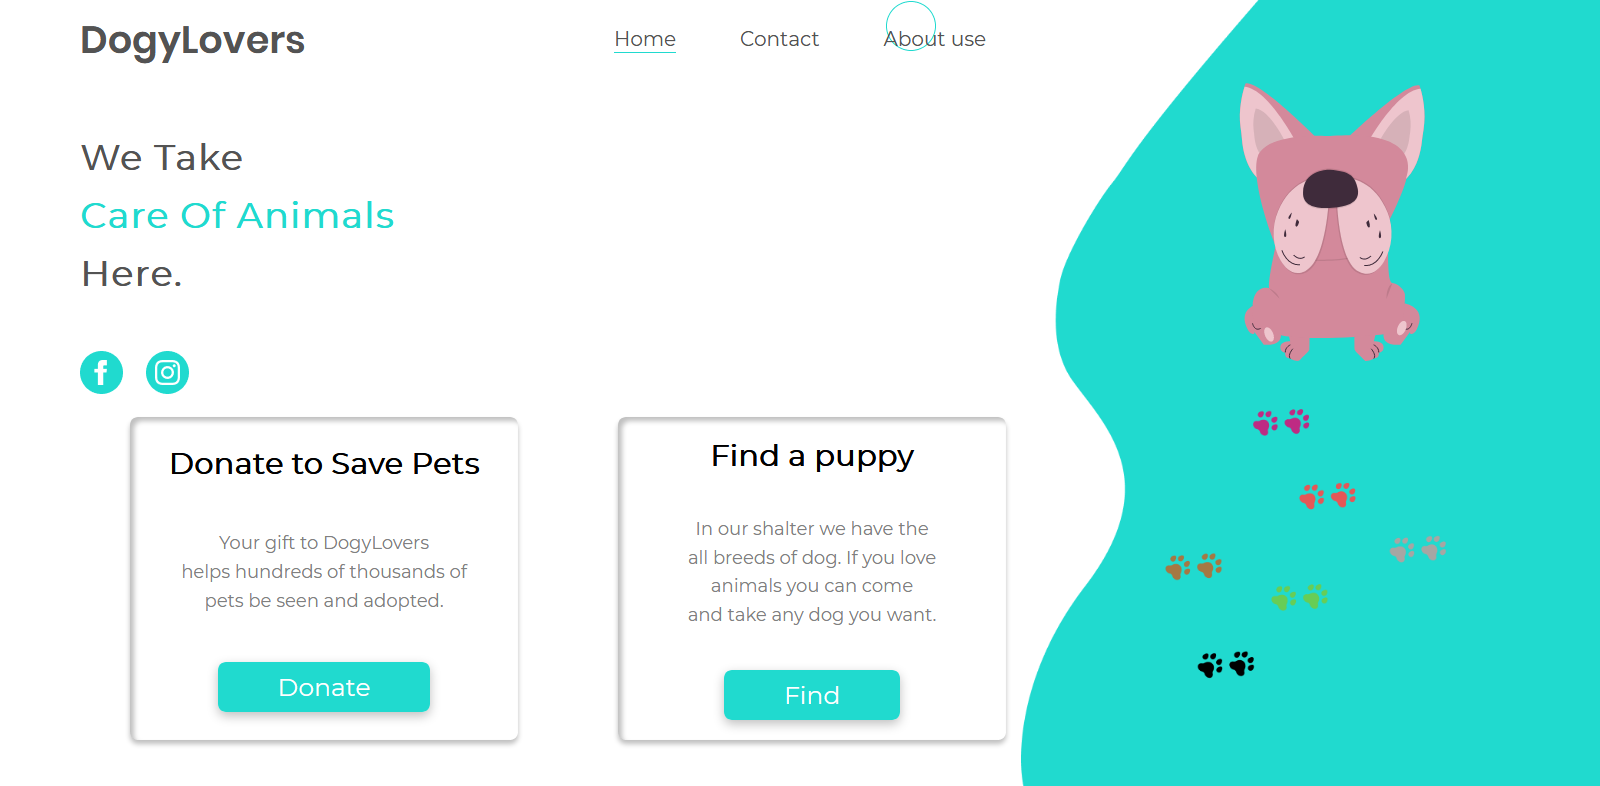 DogyLovers
Home
Contact
About use
We Take
Care Of Animals
Here.
Donate to Save Pets
Your gift to DogyLovers
helps hundreds of thousands of
pets be seen and adopted.
Donate
Find a puppy
In our shalter we have the
all breeds of dog. If you love
animals you can come
and take any dog you want.
Find